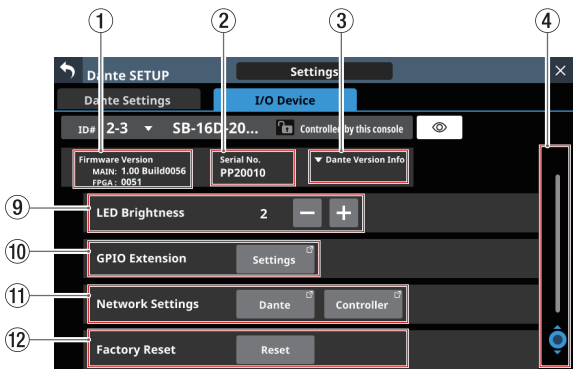 ① ② ③ ④
Dante SETUP Settings ×
Dante Settings I/O Device
ID# 2-3 ▼ SB-16D-20... Controlled by this console
Firmware Version Serial No. ▼ Dante Version Info
MAIN: 1.00 Build0056 PP20010
FPGA: 0051
⑨ LED Brightness 2 − +
⑩ GPIO Extension Settings
⑪ Network Settings Dante Controller
⑫ Factory Reset Reset